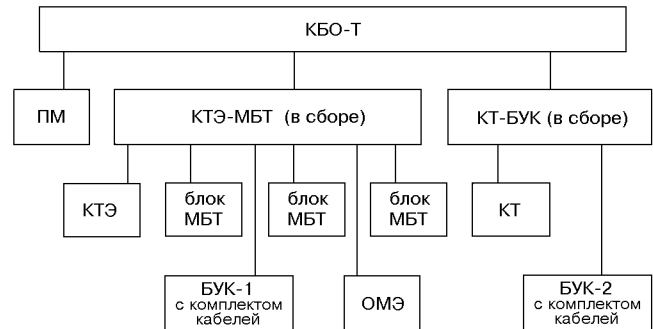 КБО-Т
ПМ
КТЭ-МБТ (в сборе)
КТ-БУК (в сборе)
КТЭ
блок
МБТ
блок
МБТ
блок
МБТ
КТ
БУК-1
с комплектом
кабелей
ОМЭ
БУК-2
с комплектом
кабелей